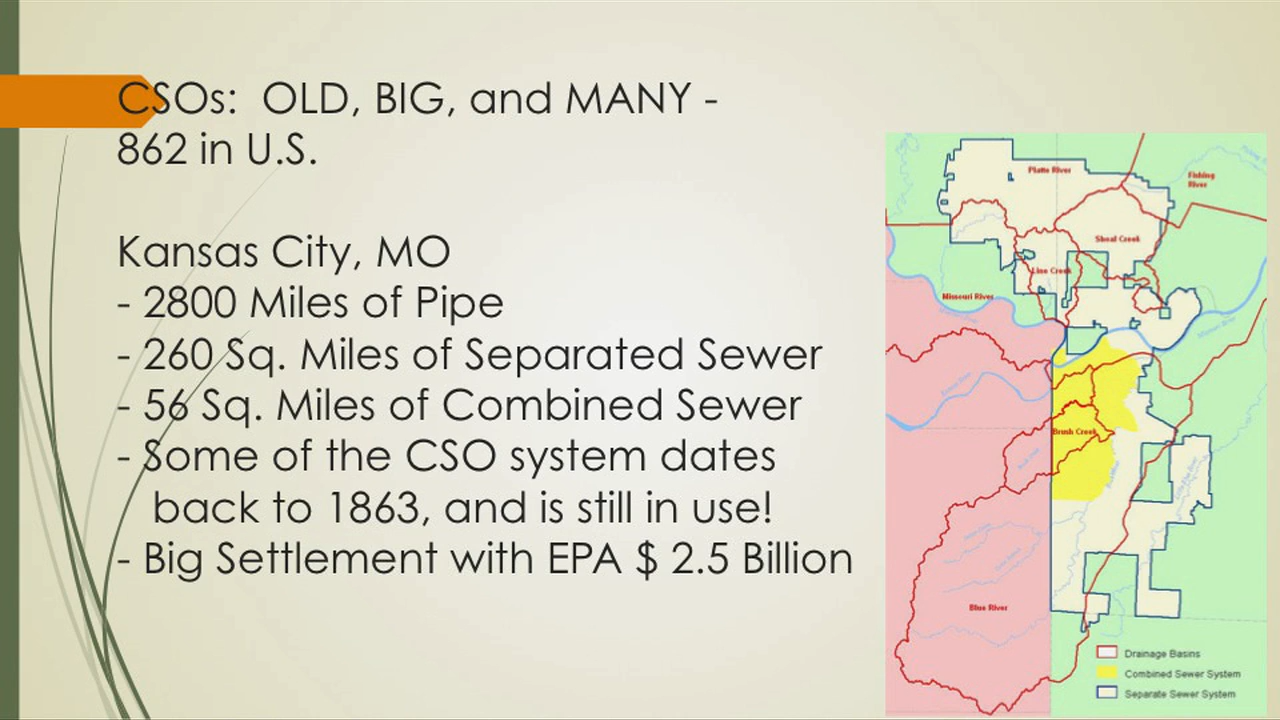 CSOs:  OLD, BIG, and MANY -
862 in U.S.
Kansas City, MO
- 2800 Miles of Pipe
- 260 Sq. Miles of Separated Sewer
- 56 Sq. Miles of Combined Sewer
- Some of the CSO system dates
back to 1863, and is still in use!
- Big Settlement with EPA $ 2.5 Billion
Platte River
Fishing
River
Shoal Creek
Line Creek
Missouri River
Brush Creek
Blue River
Drainage Basins
Combined Sewer System
Separate Sewer System